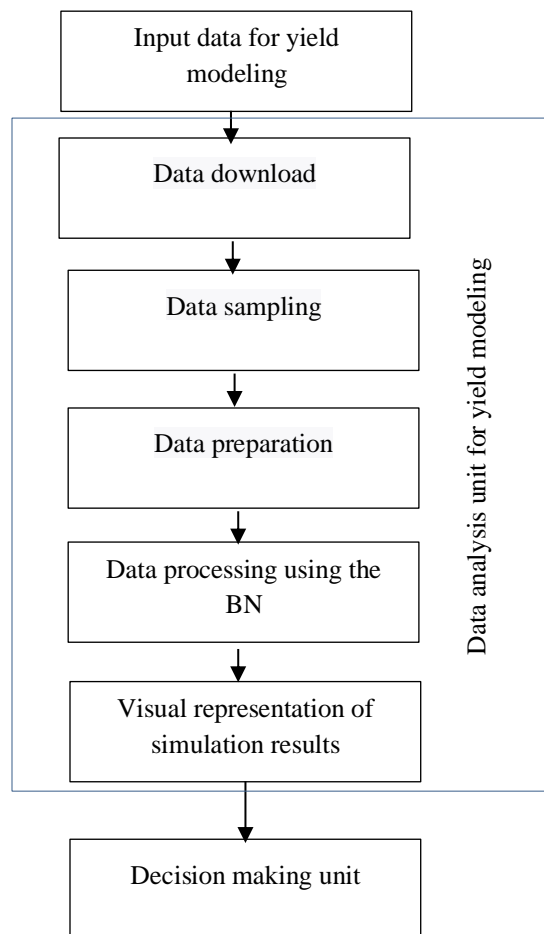 Input data for yield
modeling
Data download
Data sampling
Data preparation
Data processing using the
BN
Visual representation of
simulation results
Decision making unit
Data analysis unit for yield modeling